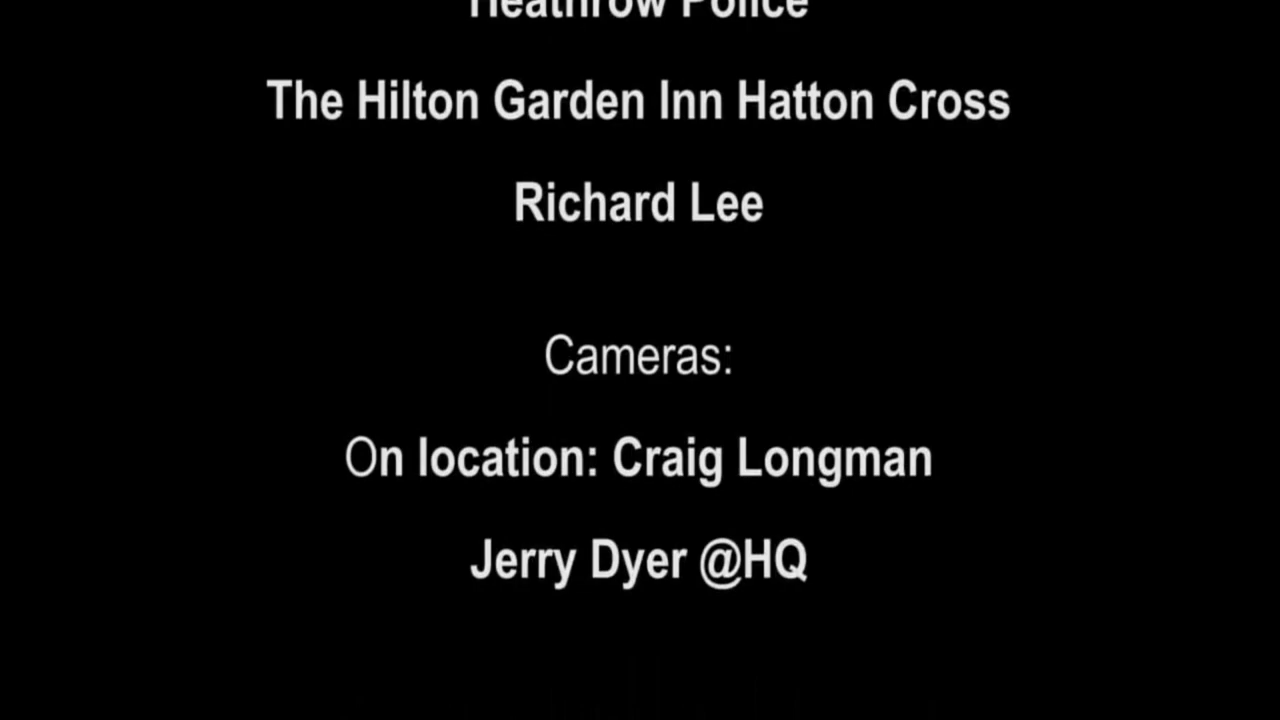 Heathrow Police
The Hilton Garden Inn Hatton Cross
Richard Lee
Cameras:
On location: Craig Longman
Jerry Dyer @HQ